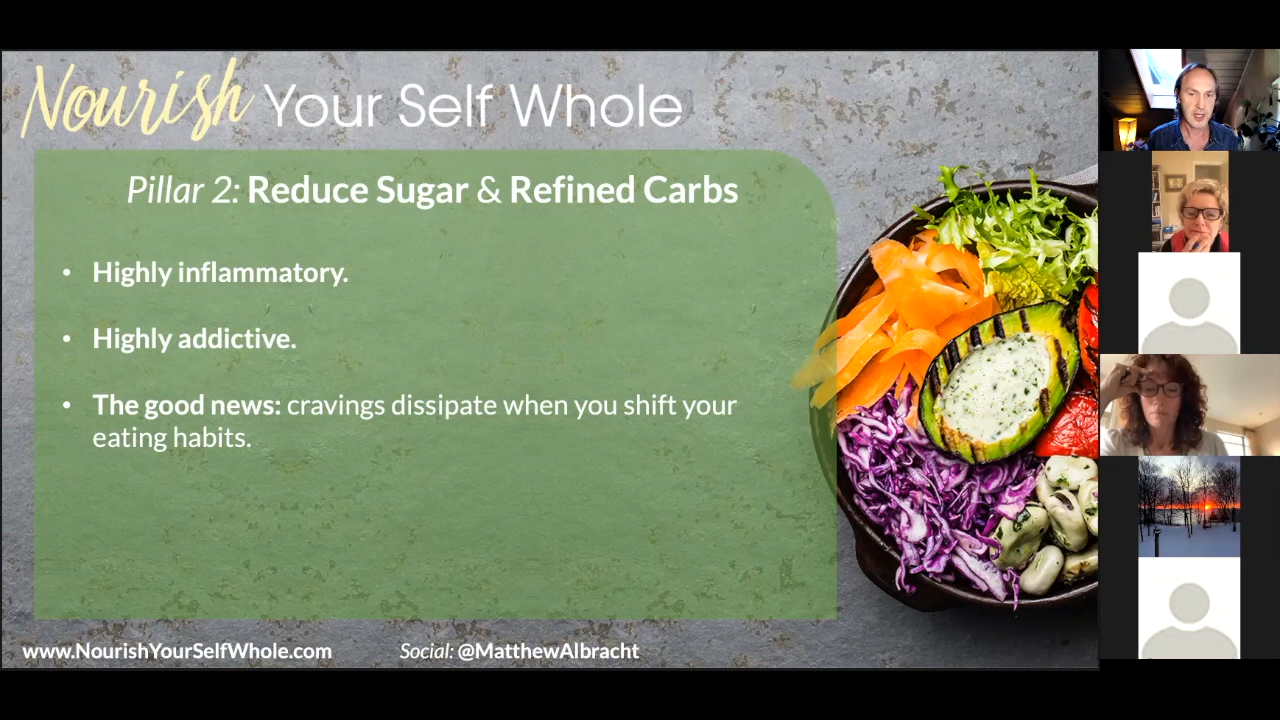 Nourish Your Self Whole
Pillar 2: Reduce Sugar & Refined Carbs
• Highly inflammatory.
• Highly addictive.
• The good news: cravings dissipate when you shift your
eating habits.
www.NourishYourSelfWhole.com Social: @MatthewAlbracht